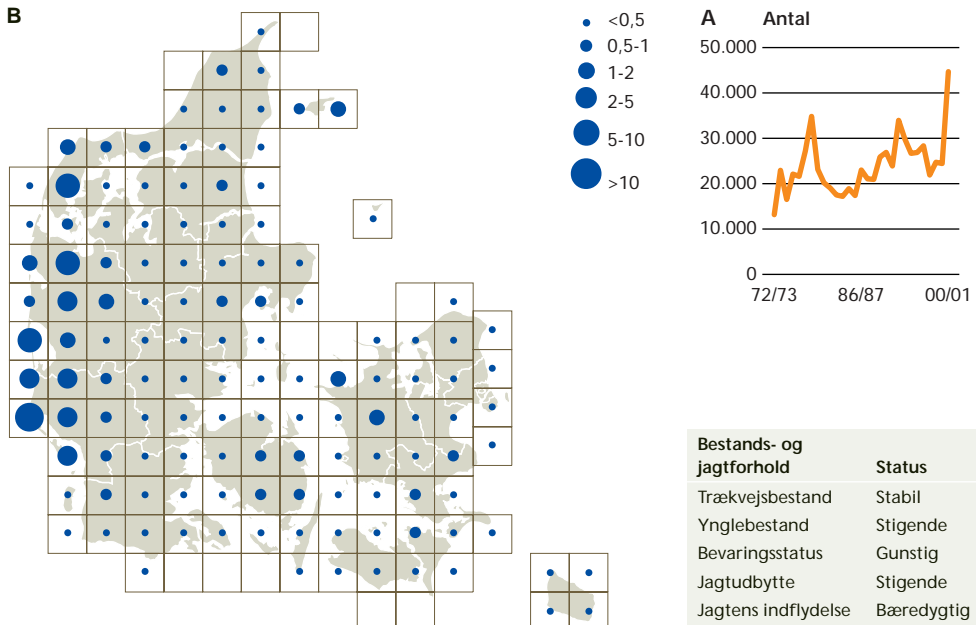 B
<0,5
0,5-1
1-2
2-5
5-10
>10
A Antal
50.000
40.000
30.000
20.000
10.000
0
72/73 86/87 00/01
Bestands- og
jagtforhold Status
Trækvejsbestand Stabil
Ynglebestand Stigende
Bevaringsstatus Gunstig
Jagtudbytte Stigende
Jagtens indflydelse Bæredygtig